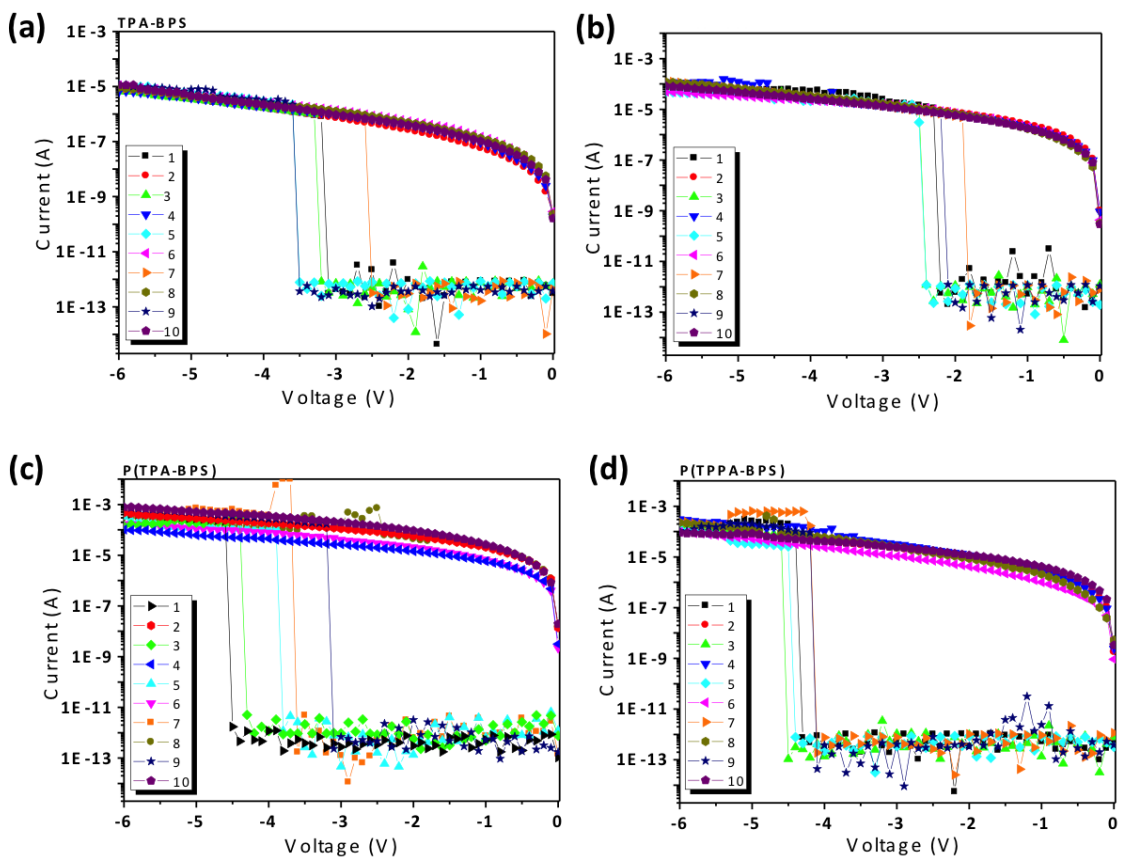 (a)
TPA-BPS
1E-3
1E-5
1E-7
1E-9
1E-11
1E-13
Current (A)
1
2
3
4
5
6
7
8
9
10
-6 -5 -4 -3 -2 -1 0
Voltage (V)
(b)
1E-3
1E-5
1E-7
1E-9
1E-11
1E-13
Current (A)
1
2
3
4
5
6
7
8
9
10
-6 -5 -4 -3 -2 -1 0
Voltage (V)
(c)
P(TPA-BPS)
1E-3
1E-5
1E-7
1E-9
1E-11
1E-13
Current (A)
1
2
3
4
5
6
7
8
9
10
-6 -5 -4 -3 -2 -1 0
Voltage (V)
(d)
P(TPPA-BPS)
1E-3
1E-5
1E-7
1E-9
1E-11
1E-13
Current (A)
1
2
3
4
5
6
7
8
9
10
-6 -5 -4 -3 -2 -1 0
Voltage (V)